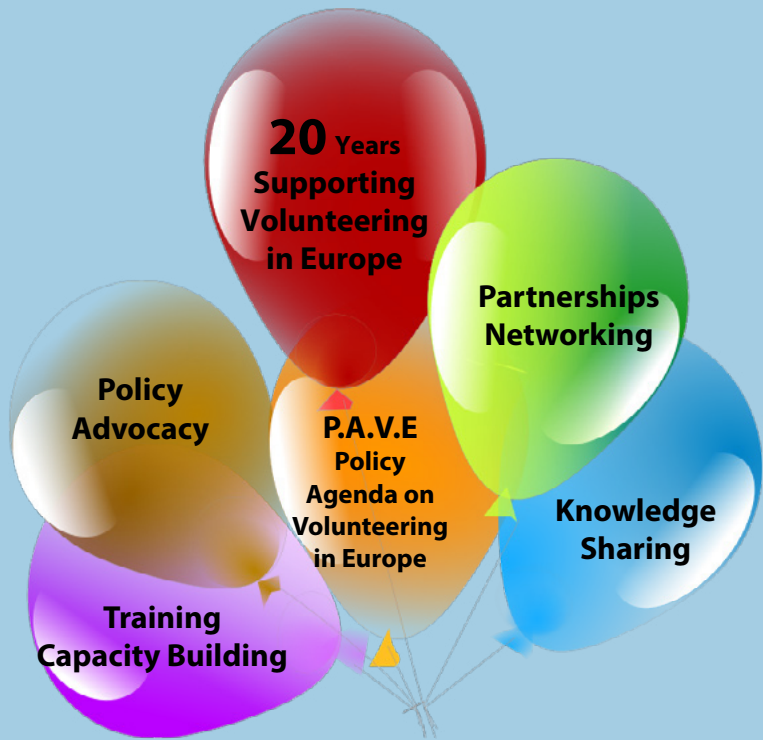 20 Years
Supporting
Volunteering
in Europe
Partnerships
Networking
Policy
Advocacy
P.A.V.E
Policy
Agenda on
Volunteering
in Europe
Knowledge
Sharing
Training
Capacity Building